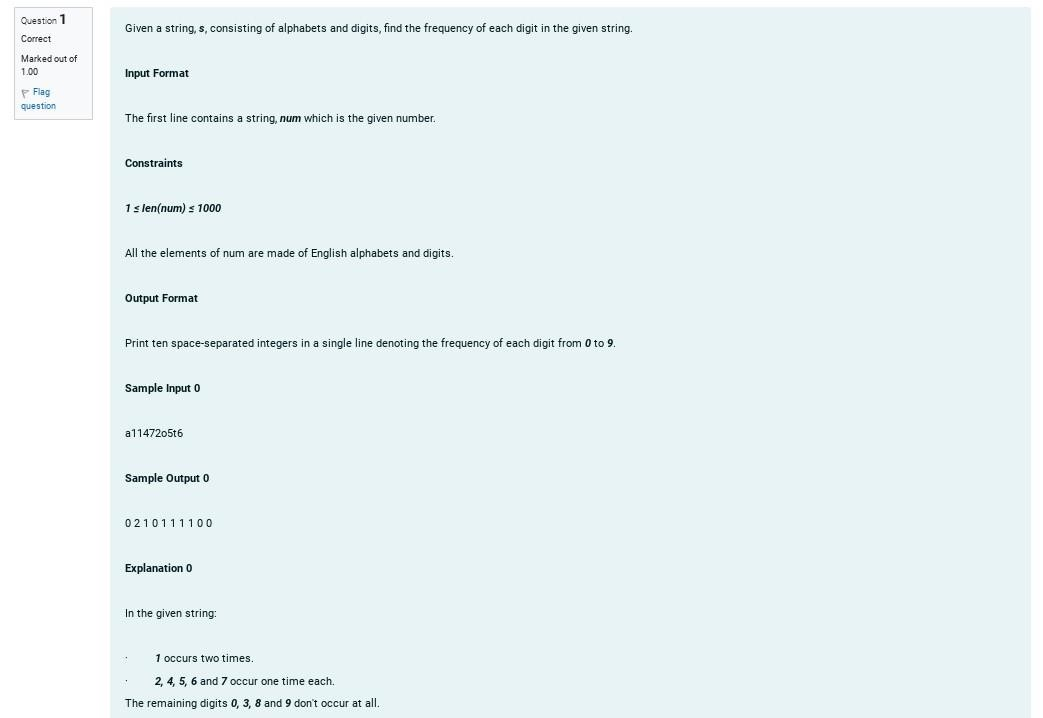 Question 1
Correct
Marked out of
1.00
Flag
question
Given a string, s, consisting of alphabets and digits, find the frequency of each digit in the given string.
Input Format
The first line contains a string, num which is the given number.
Constraints
1 ≤ len(num) ≤ 1000
All the elements of num are made of English alphabets and digits.
Output Format
Print ten space-separated integers in a single line denoting the frequency of each digit from 0 to 9.
Sample Input 0
a11472o5t6
Sample Output 0
0 2 1 0 1 1 1 1 0 0
Explanation 0
In the given string:
· 1 occurs two times.
· 2, 4, 5, 6 and 7 occur one time each.
The remaining digits 0, 3, 8 and 9 don't occur at all.